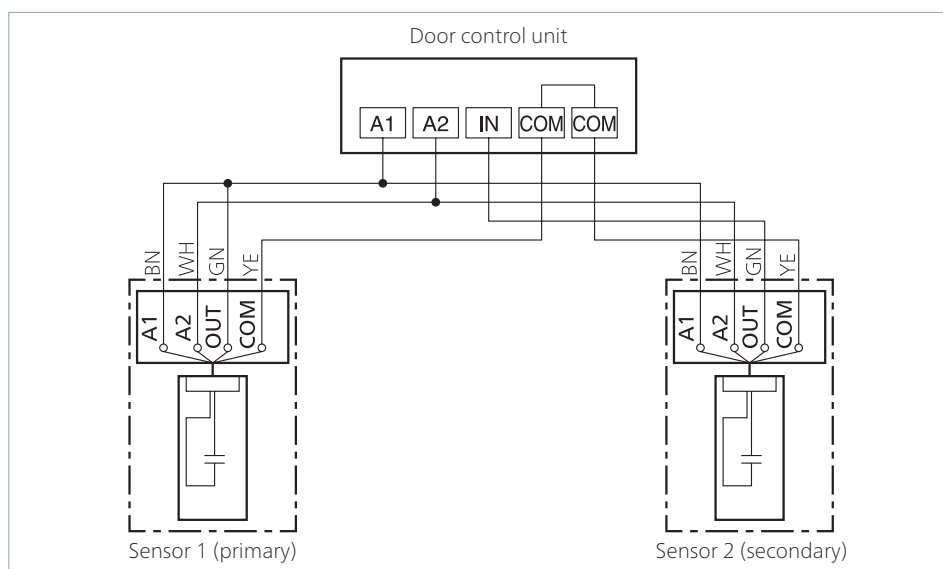 Door control unit
A1 A2 IN COM COM
BN WH GN YE
BN WH GN YE
A1 A2 OUT COM
A1 A2 OUT COM
Sensor 1 (primary)
Sensor 2 (secondary)